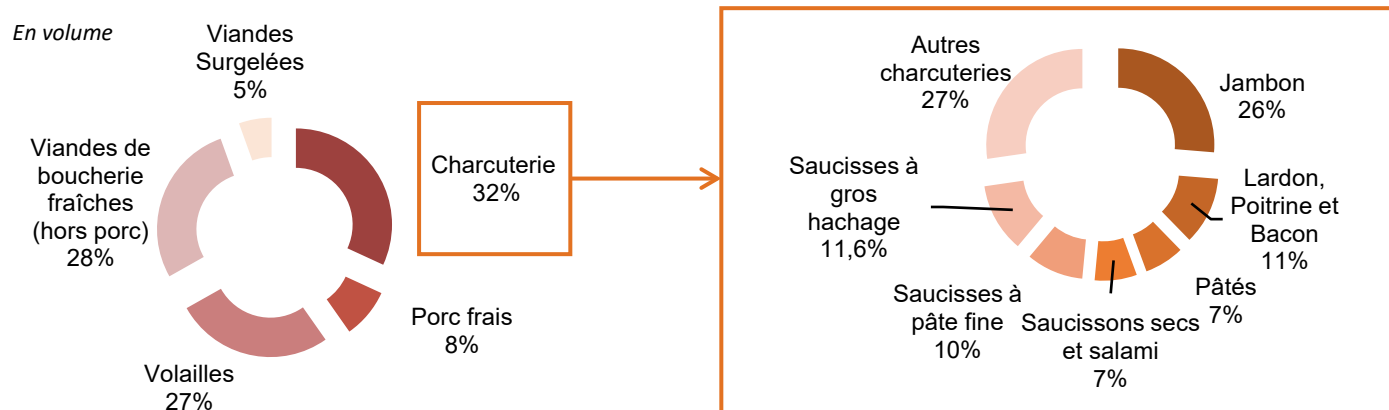 En volume
Viandes
Surgelées
5%
Viandes de
boucherie
fraîches
(hors porc)
28%
Charcuterie
32%
Porc frais
8%
Volailles
27%
Autres
charcuteries
27%
Jambon
26%
Saucisses à
gros
hachage
11,6%
Lardon,
Poitrine et
Bacon
11%
Saucisses à
pâte fine
10%
Saucissons secs
et salami
7%
Pâtés
7%